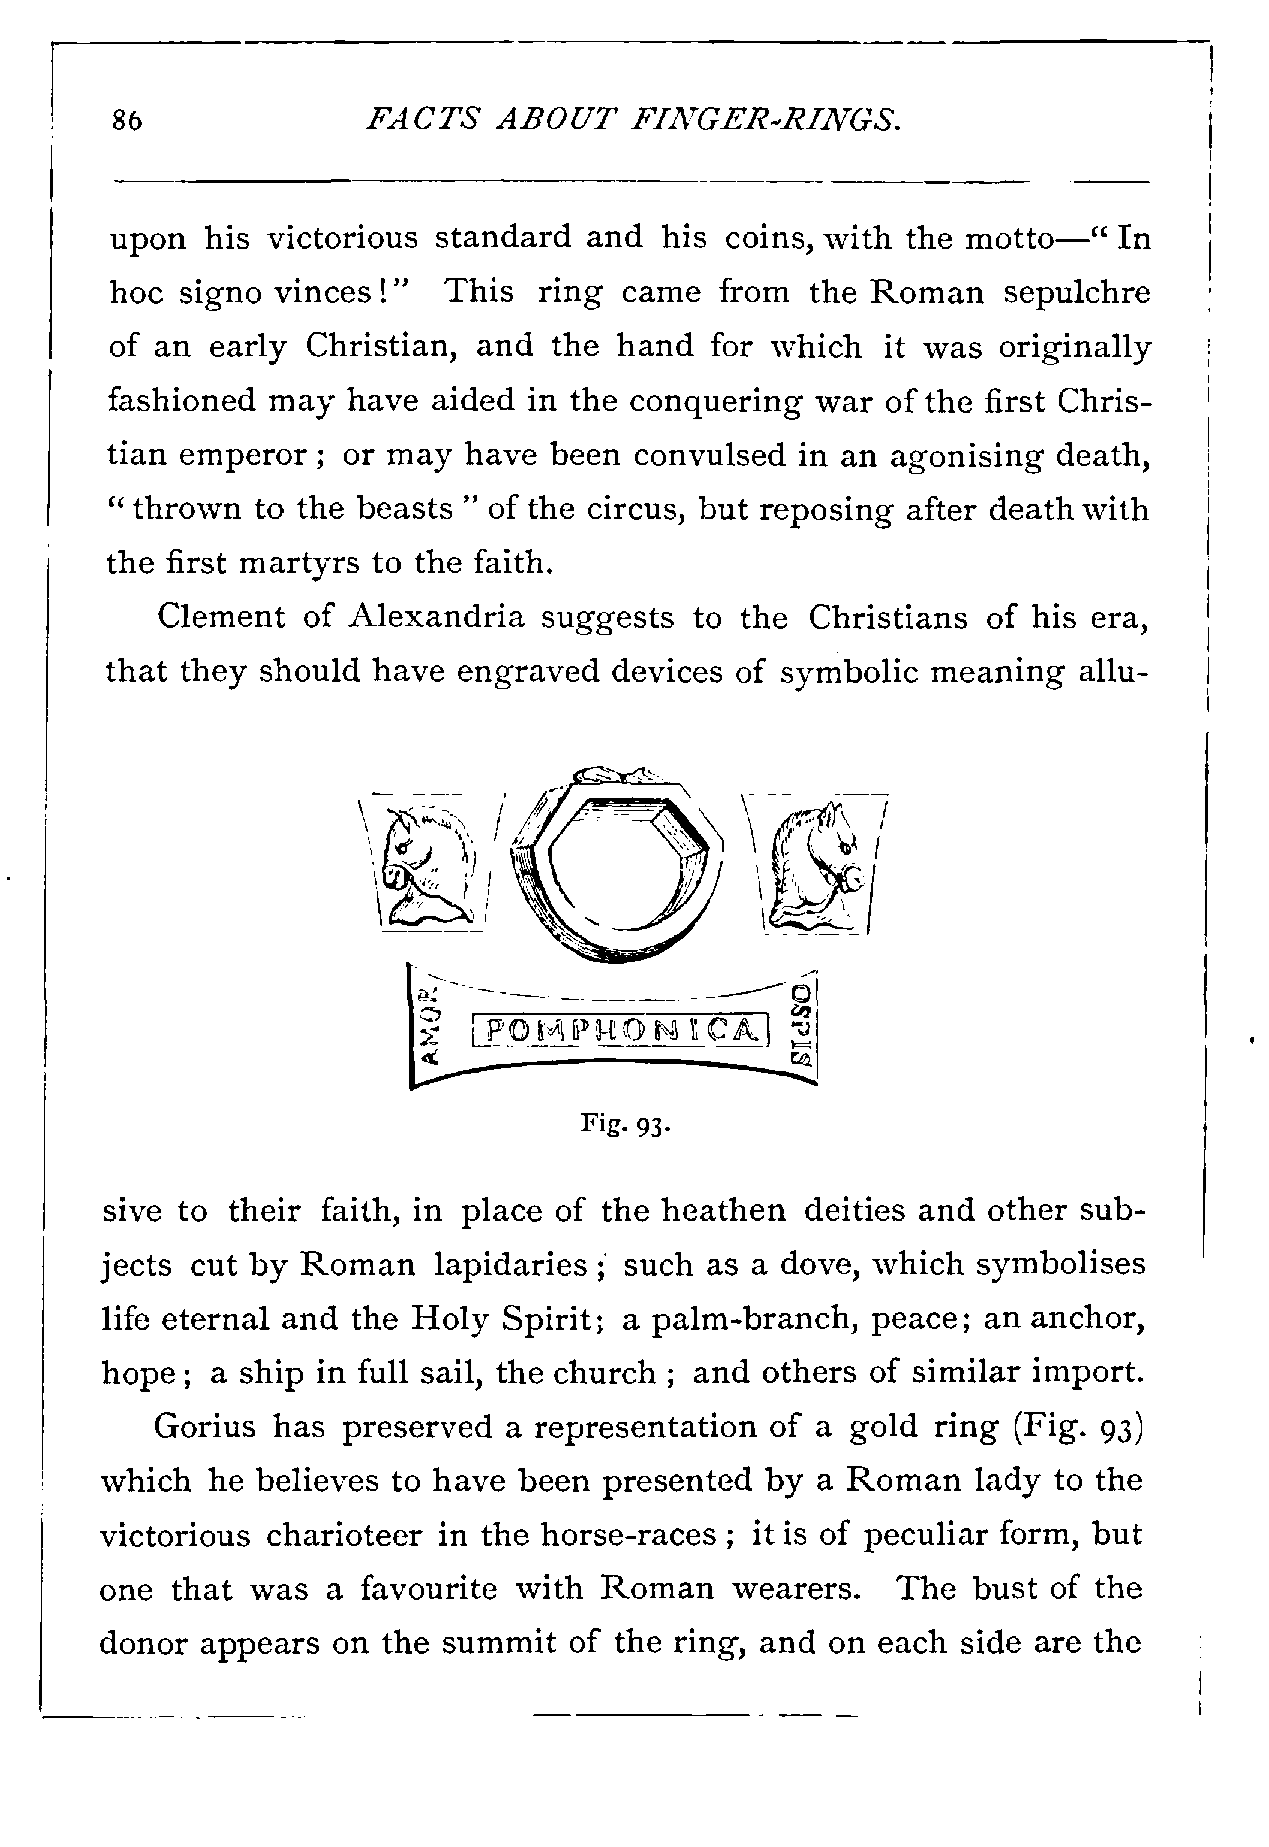 86 FACTS ABOUT FINGER-RINGS.
upon his victorious standard and his coins, with the motto—“ In
hoc signo vinces ! ” This ring came from the Roman sepulchre
of an early Christian, and the hand for which it was originally
fashioned may have aided in the conquering war of the first Chris-
tian emperor ; or may have been convulsed in an agonising death,
“ thrown to the beasts ” of the circus, but reposing after death with
the first martyrs to the faith.
Clement of Alexandria suggests to the Christians of his era,
that they should have engraved devices of symbolic meaning allu-
AMOR
POMPHONICA
OSPIS
Fig. 93.
sive to their faith, in place of the heathen deities and other sub-
jects cut by Roman lapidaries ; such as a dove, which symbolises
life eternal and the Holy Spirit; a palm-branch, peace; an anchor,
hope ; a ship in full sail, the church ; and others of similar import.
Gorius has preserved a representation of a gold ring (Fig. 93)
which he believes to have been presented by a Roman lady to the
victorious charioteer in the horse-races ; it is of peculiar form, but
one that was a favourite with Roman wearers. The bust of the
donor appears on the summit of the ring, and on each side are the